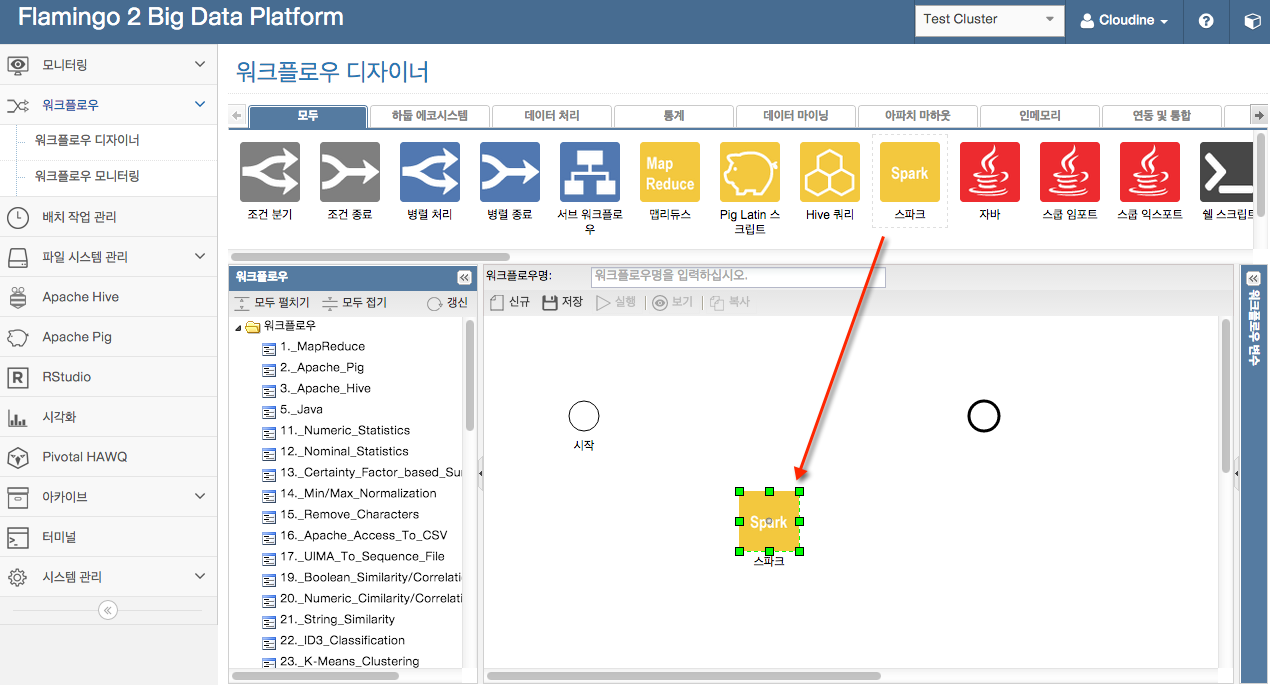 Flamingo 2 Big Data Platform
Test Cluster
Cloudine
모니터링
워크플로우
워크플로우 디자이너
워크플로우 모니터링
배치 작업 관리
파일 시스템 관리
Apache Hive
Apache Pig
R
RStudio
시각화
Pivotal HAWQ
아카이브
터미널
시스템 관리
워크플로우 디자이너
모두
하둡 에코시스템
데이터 처리
통계
데이터 마이닝
아파치 마하웃
인메모리
연동 및 통합
Map
Reduce
Spark
조건 분기
조건 종료
병렬 처리
병렬 종료
서브 워크플로
우
맵리듀스
Pig Latin 스
크립트
Hive 쿼리
스파크
자바
스쿱 임포트
스쿱 익스포트
쉘 스크립트
워크플로우
모두 펼치기
모두 접기
갱신
워크플로우
1._MapReduce
2._Apache_Pig
3._Apache_Hive
5._Java
11._Numeric_Statistics
12._Nominal_Statistics
13._Certainty_Factor_based_Su
14._Min/Max_Normalization
15._Remove_Characters
16._Apache_Access_To_CSV
17._UIMA_To_Sequence_File
19._Boolean_Similarity/Correlati
20._Numeric_Cimilarity/Correlati
21._String_Similarity
22._ID3_Classification
23._K-Means_Clustering
워크플로우명:
워크플로우명을 입력하십시오.
신규
저장
실행
보기
복사
시작
Spark
스파크
워크플로우 변수